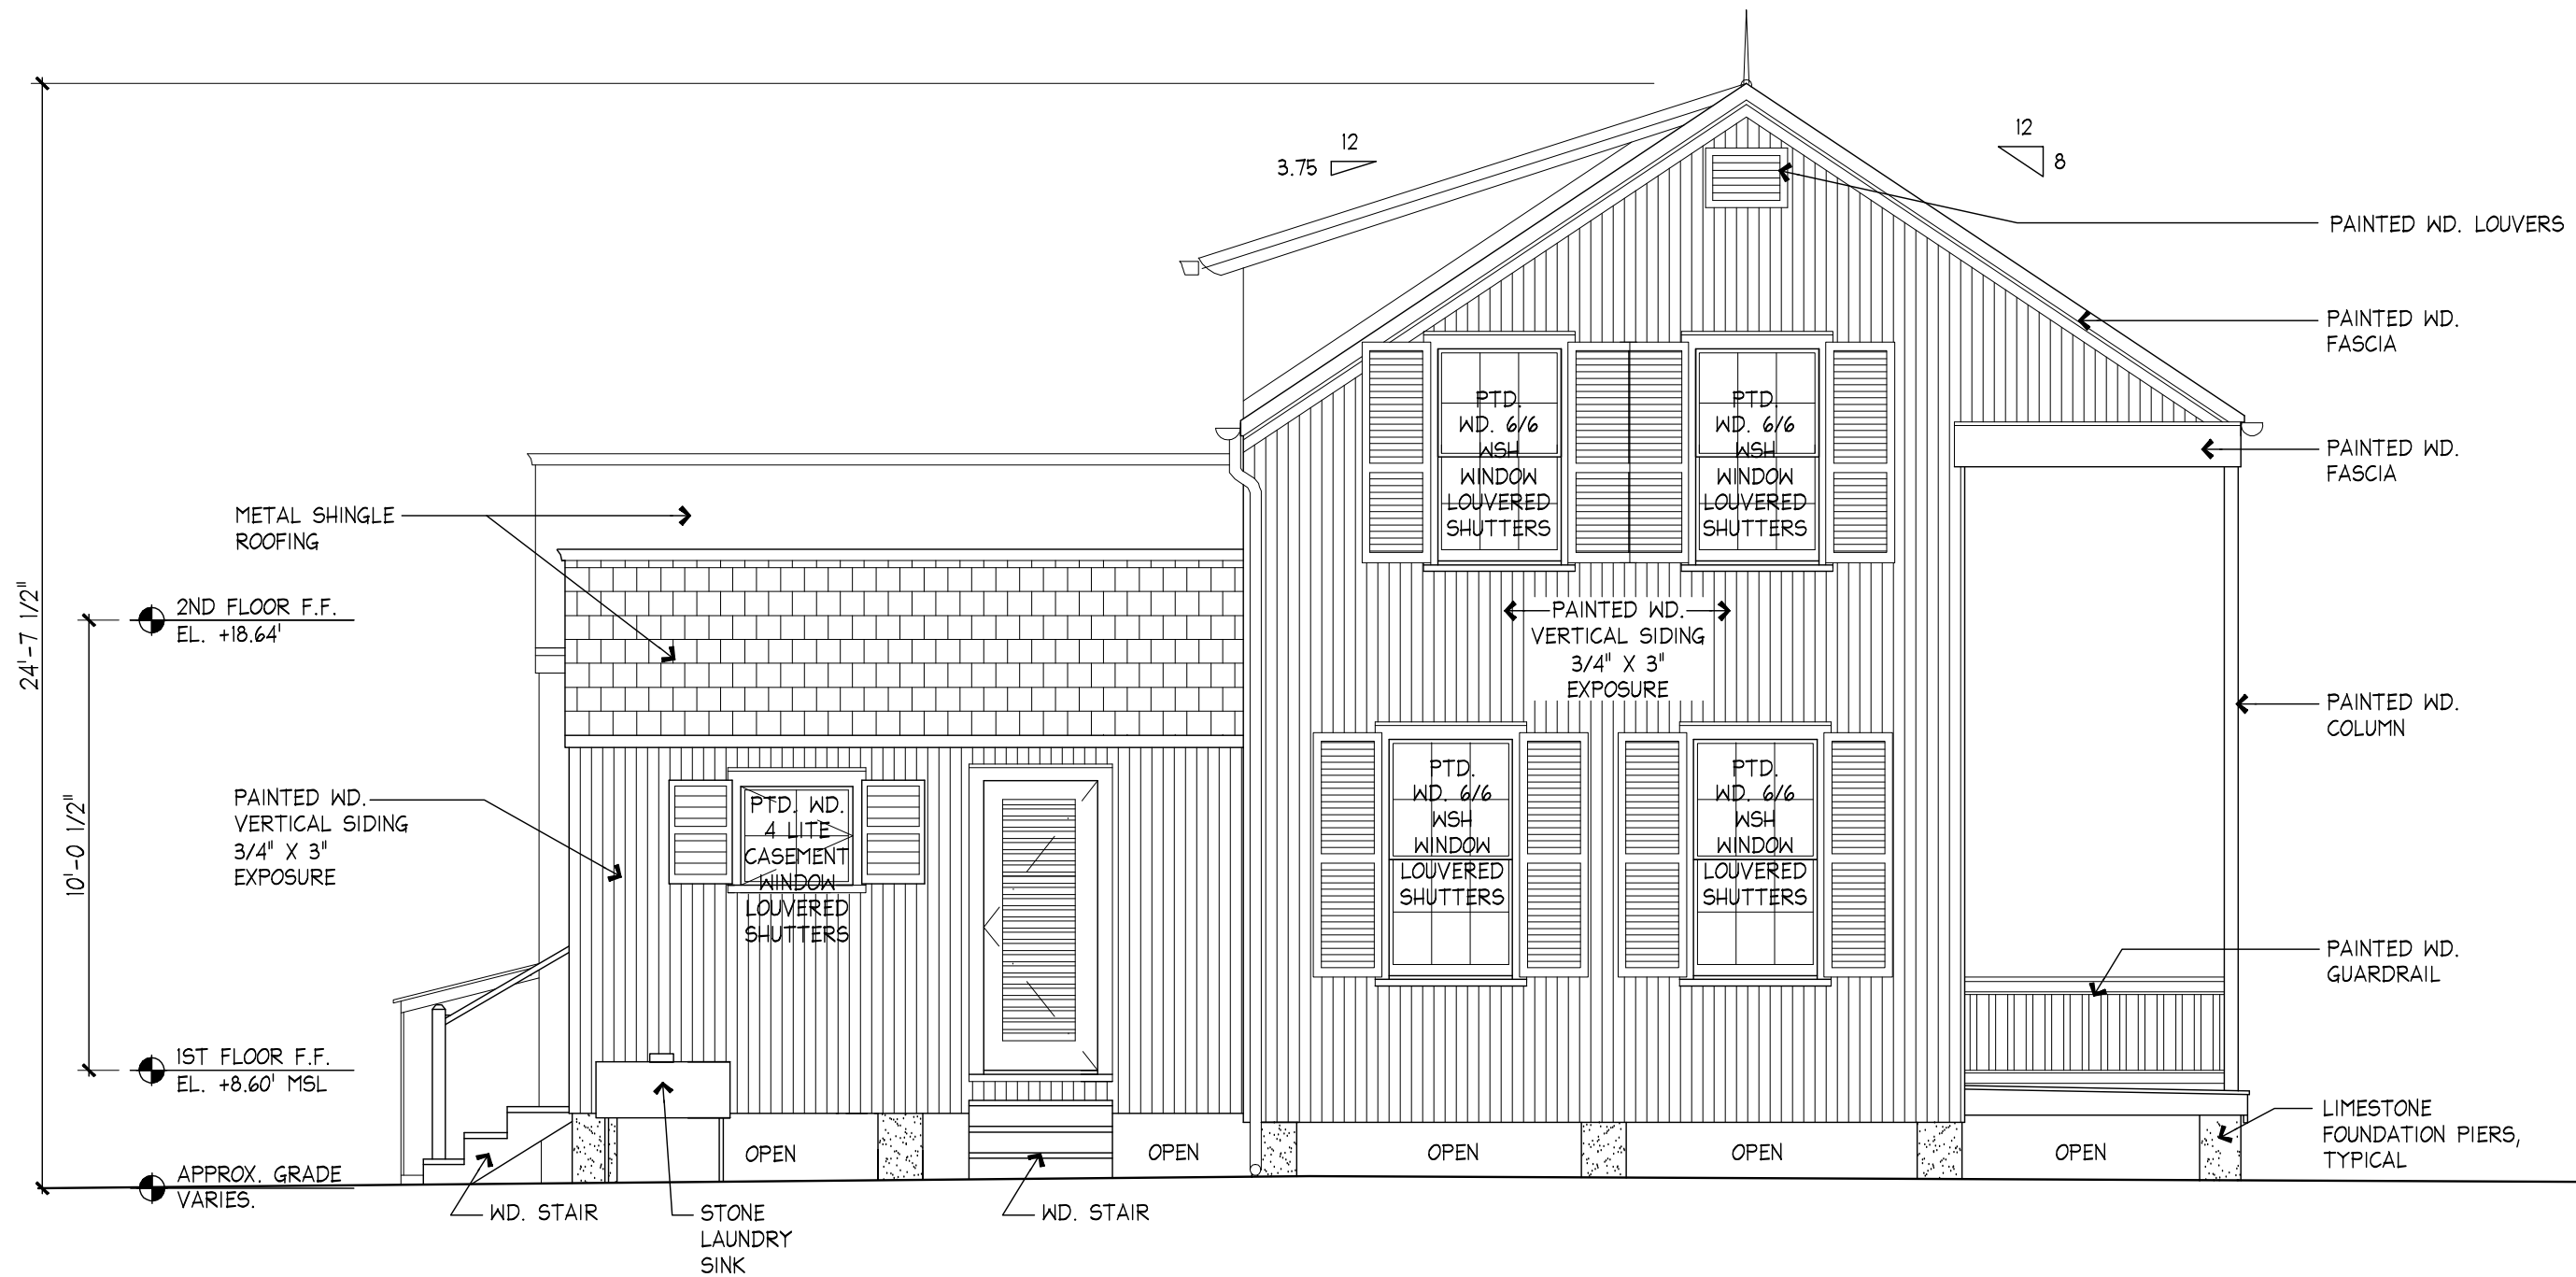 12
3.75
12
8
PAINTED WD. LOUVERS
PAINTED WD.
FASCIA
PAINTED WD.
FASCIA
PTD.
WD. 6/6
WSH
WINDOW
LOUVERED
SHUTTERS
PTD.
WD. 6/6
WSH
WINDOW
LOUVERED
SHUTTERS
METAL SHINGLE
ROOFING
24'-7 1/2"
2ND FLOOR F.F.
EL. +18.64'
PAINTED WD.
VERTICAL SIDING
3/4" X 3"
EXPOSURE
PAINTED WD.
COLUMN
10'-0 1/2"
PAINTED WD.
VERTICAL SIDING
3/4" X 3"
EXPOSURE
PTD. WD.
4 LITE
CASEMENT
WINDOW
LOUVERED
SHUTTERS
PTD.
WD. 6/6
WSH
WINDOW
LOUVERED
SHUTTERS
PTD.
WD. 6/6
WSH
WINDOW
LOUVERED
SHUTTERS
PAINTED WD.
GUARDRAIL
1ST FLOOR F.F.
EL. +8.60' MSL
LIMESTONE
FOUNDATION PIERS,
TYPICAL
OPEN
OPEN
OPEN
OPEN
OPEN
APPROX. GRADE
VARIES.
WD. STAIR
STONE
LAUNDRY
SINK
WD. STAIR